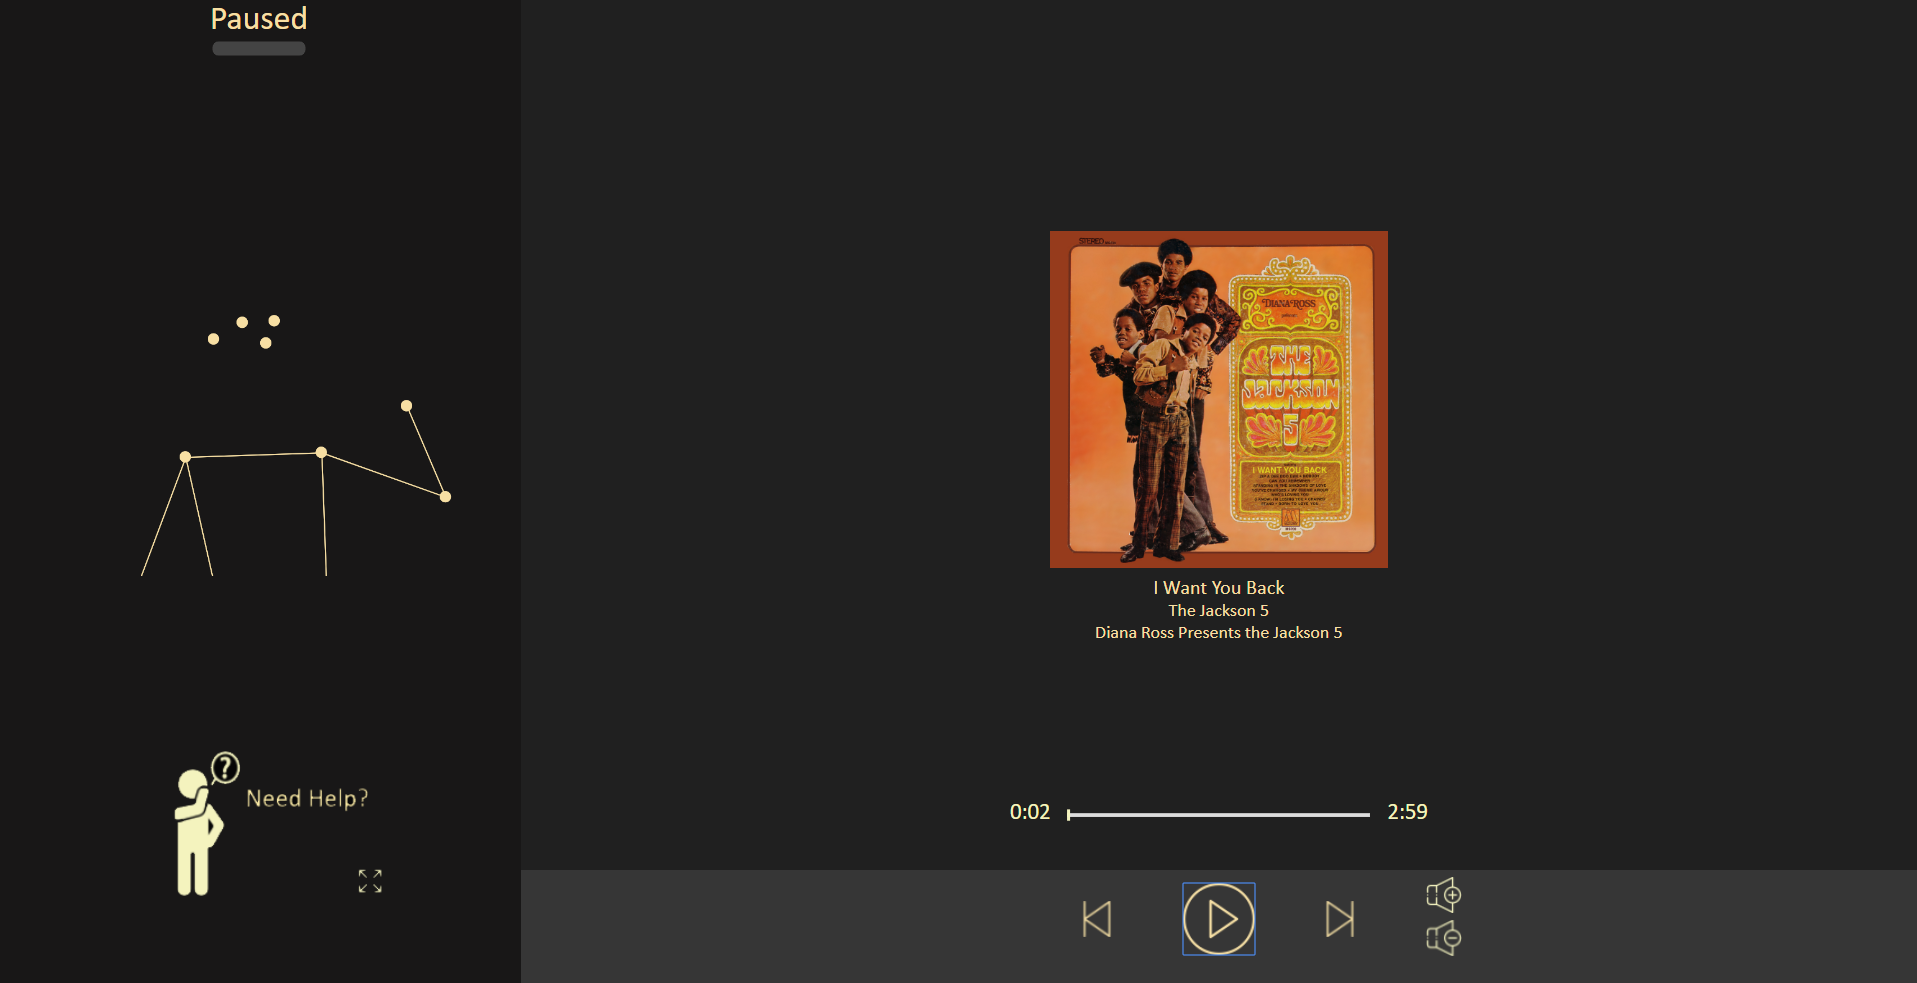 Paused
?
Need Help?
STEREO
DIANA ROSS
THE
JACKSON
5
I WANT YOU BACK
I Want You Back
The Jackson 5
Diana Ross Presents the Jackson 5
0:02
2:59